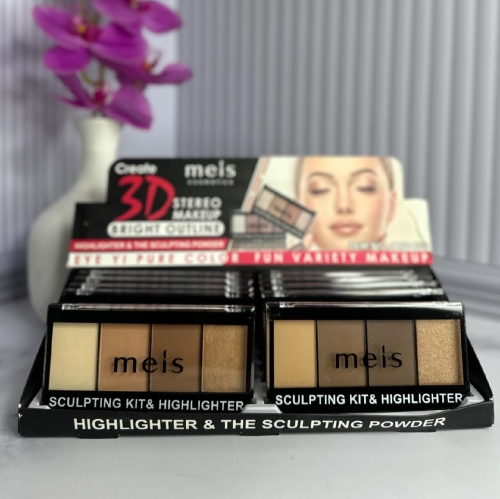 Create
3D
STEREO
MAKEUP
BRIGHT OUTLINE
HIGHLIGHTER & THE SCULPTING POWDER
meis
cosmetics
EYE YI PURE COLOR FUN VARIETY MAKEUP
meis
SCULPTING KIT& HIGHLIGHTER
meis
SCULPTING KIT& HIGHLIGHTER
HIGHLIGHTER & THE SCULPTING POWDER